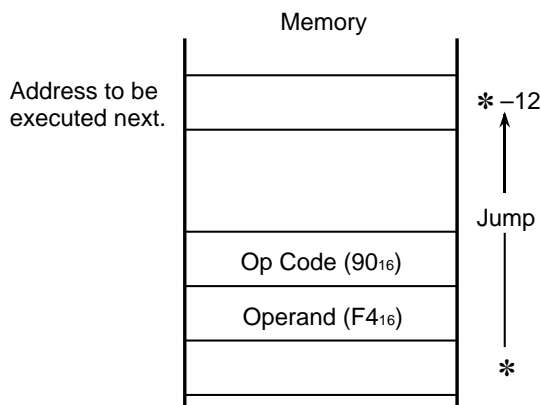 Memory
Address to be
executed next.
✻ –12
Jump
Op Code (90₁₆)
Operand (F4₁₆)
✻